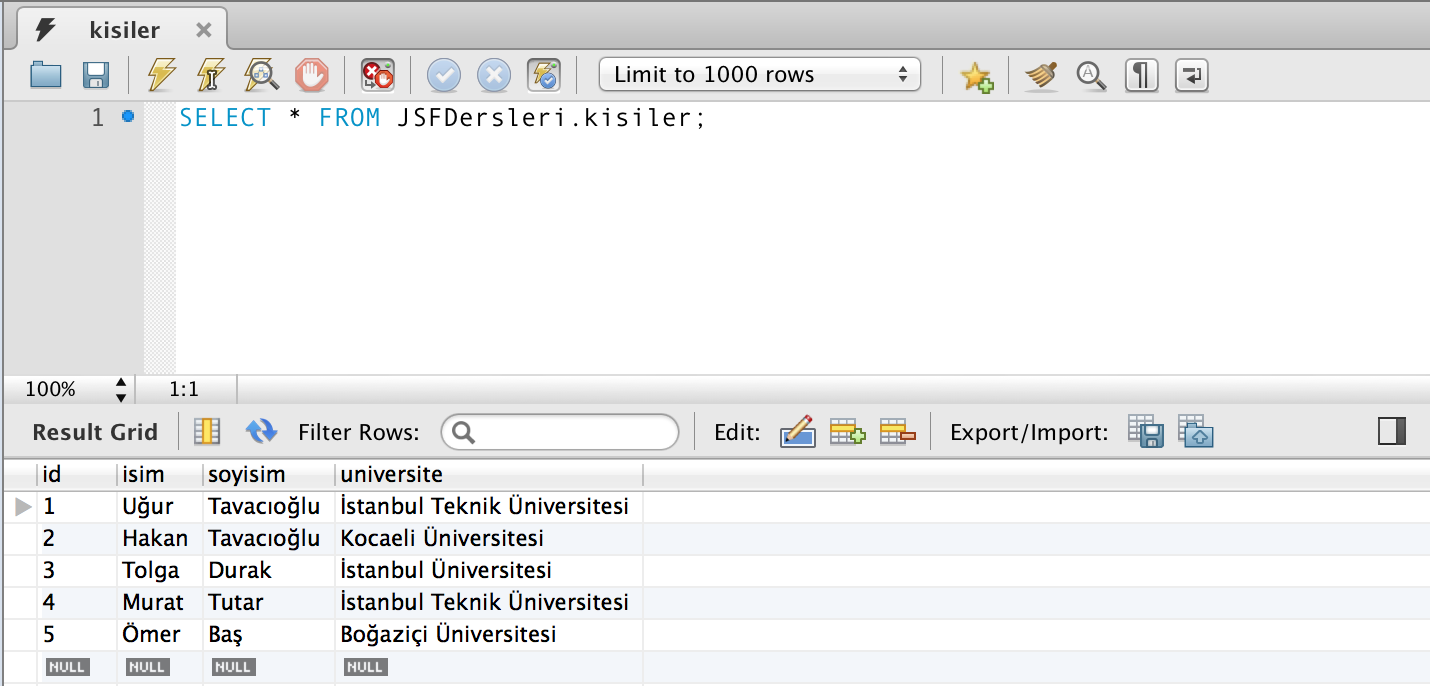 kisiler
Limit to 1000 rows
1 SELECT * FROM JSFDersleri.kisiler;
100% 1:1
Result Grid Filter Rows: Edit: Export/Import:
id isim soyisim universite
1 Uğur Tavacıoğlu İstanbul Teknik Üniversitesi
2 Hakan Tavacıoğlu Kocaeli Üniversitesi
3 Tolga Durak İstanbul Üniversitesi
4 Murat Tutar İstanbul Teknik Üniversitesi
5 Ömer Baş Boğaziçi Üniversitesi
NULL NULL NULL NULL